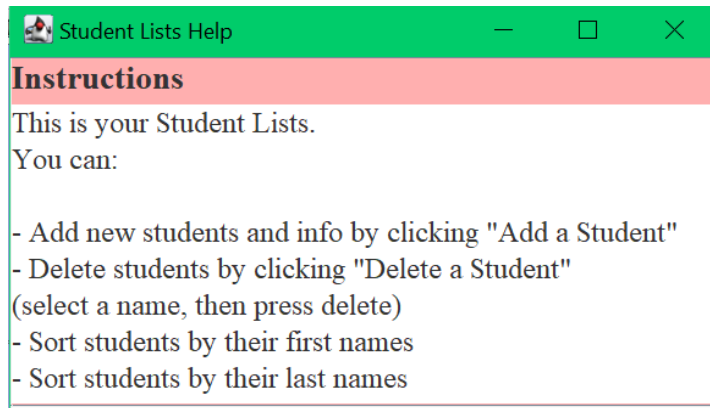 Student Lists Help
Instructions
This is your Student Lists.
You can:
- Add new students and info by clicking "Add a Student"
- Delete students by clicking "Delete a Student"
(select a name, then press delete)
- Sort students by their first names
- Sort students by their last names